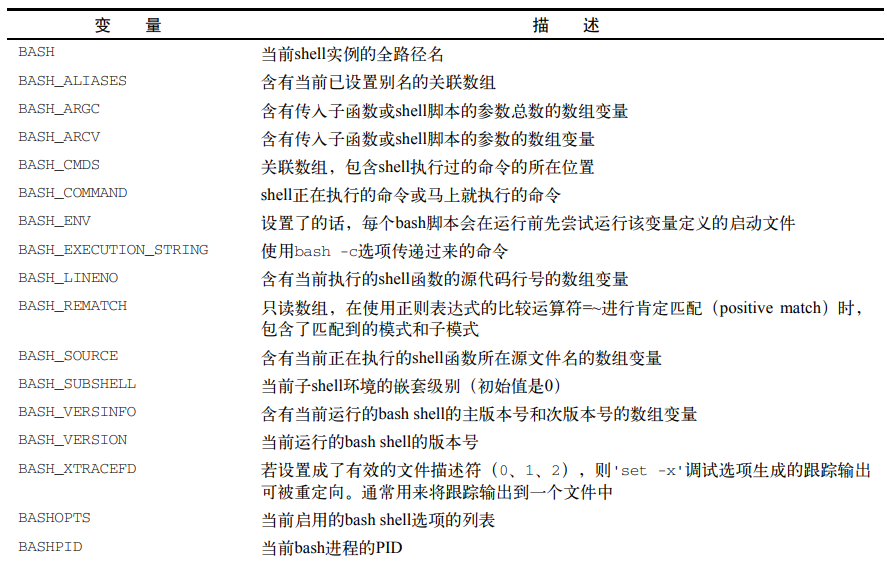 变 量 描 述
BASH 当前shell实例的全路径名
BASH_ALIASES 含有当前已设置别名的关联数组
BASH_ARGC 含有传入子函数或shell脚本的参数总数的数组变量
BASH_ARCV 含有传入子函数或shell脚本的参数的数组变量
BASH_CMDS 关联数组，包含shell执行过的命令的所在位置
BASH_COMMAND shell正在执行的命令或马上就执行的命令
BASH_ENV 设置了的话，每个bash脚本会在运行前先尝试运行该变量定义的启动文件
BASH_EXECUTION_STRING 使用bash -c选项传递过来的命令
BASH_LINENO 含有当前执行的shell函数的源代码行号的数组变量
BASH_REMATCH 只读数组，在使用正则表达式的比较运算符=~进行肯定匹配（positive match）时，
包含了匹配到的模式和子模式
BASH_SOURCE 含有当前正在执行的shell函数所在源文件名的数组变量
BASH_SUBSHELL 当前子shell环境的嵌套级别（初始值是0）
BASH_VERSINFO 含有当前运行的bash shell的主版本号和次版本号的数组变量
BASH_VERSION 当前运行的bash shell的版本号
BASH_XTRACEFD 若设置成了有效的文件描述符（0、1、2），则'set -x'调试选项生成的跟踪输出
可被重定向。通常用来将跟踪输出到一个文件中
BASHOPTS 当前启用的bash shell选项的列表
BASHPID 当前bash进程的PID